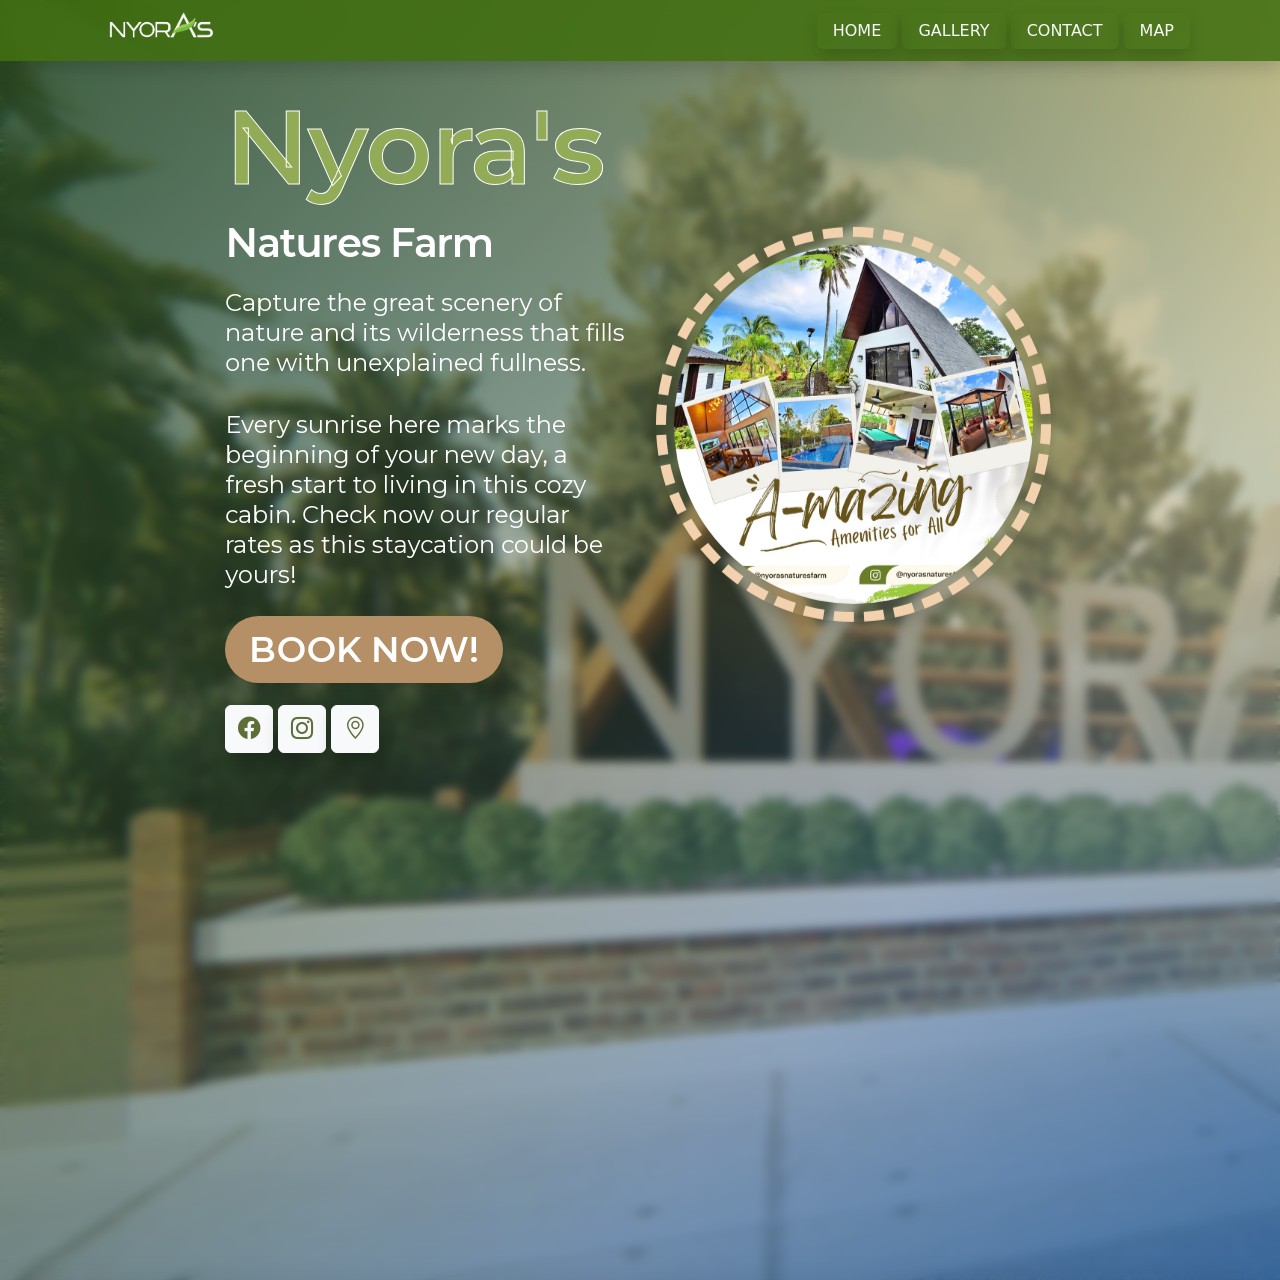 NYORA'S
HOME GALLERY CONTACT MAP
Nyora's
Natures Farm
Capture the great scenery of
nature and its wilderness that fills
one with unexplained fullness.
Every sunrise here marks the
beginning of your new day, a
fresh start to living in this cozy
cabin. Check now our regular
rates as this staycation could be
yours!
BOOK NOW!
A-mazing
Amenities for All
@nyorasnaturesfarm
NYORA